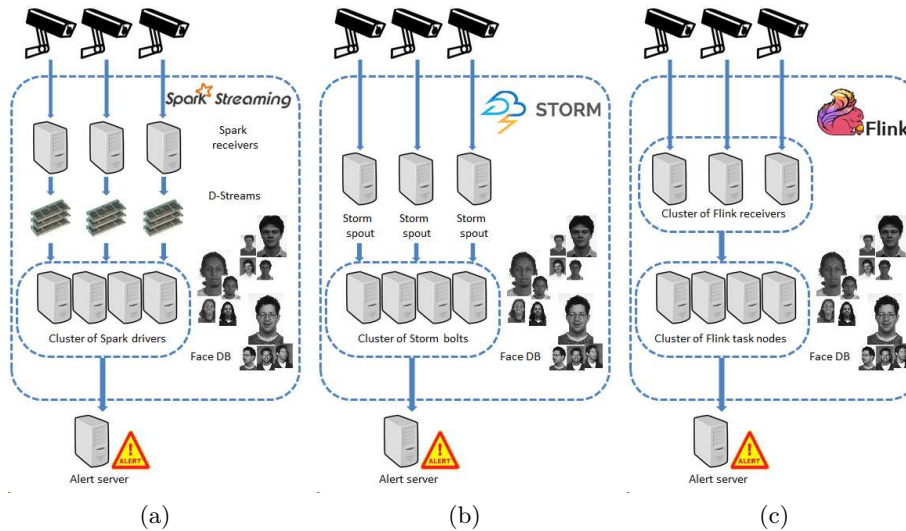 Spark Streaming
Spark
receivers
D-Streams
Cluster of Spark drivers
Face DB
ALERT
Alert server
(a)
STORM
Storm
spout
Storm
spout
Storm
spout
Cluster of Storm bolts
Face DB
ALERT
Alert server
(b)
Flink
Cluster of Flink receivers
Cluster of Flink task nodes
Face DB
ALERT
Alert server
(c)